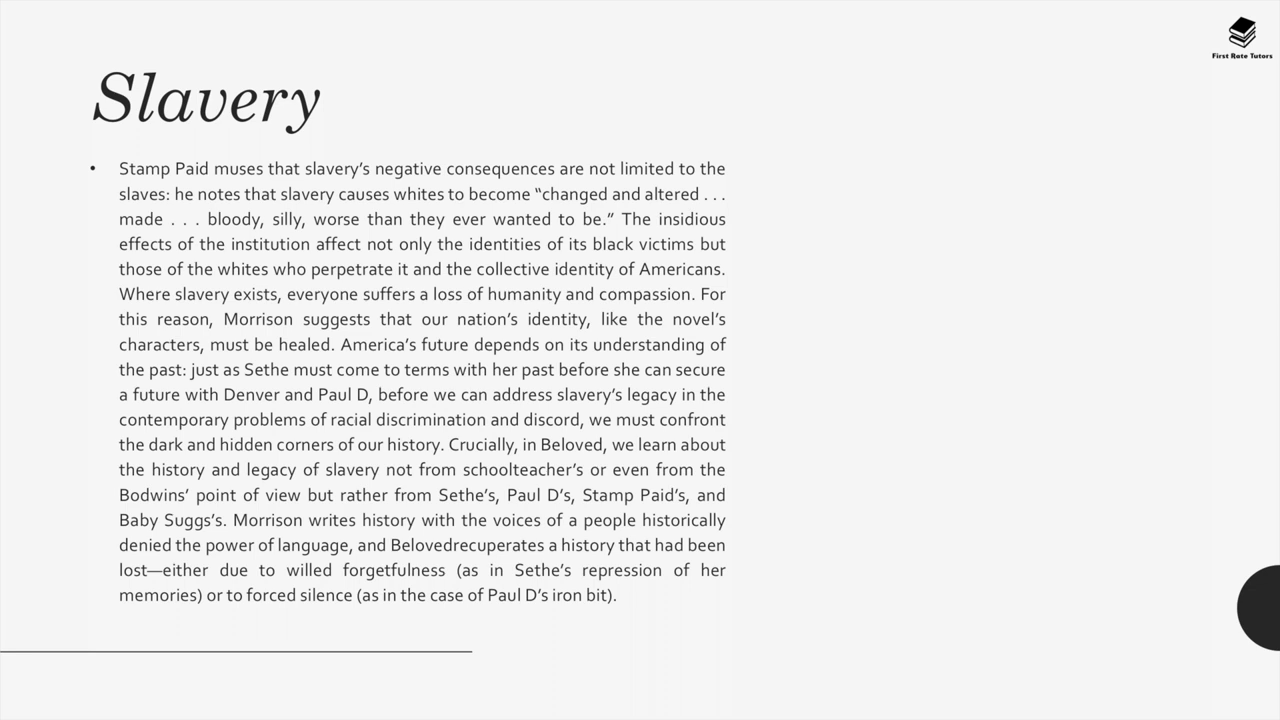 First Rate Tutors
Slavery
• Stamp Paid muses that slavery’s negative consequences are not limited to the
slaves: he notes that slavery causes whites to become “changed and altered . . .
made . . . bloody, silly, worse than they ever wanted to be.” The insidious
effects of the institution affect not only the identities of its black victims but
those of the whites who perpetrate it and the collective identity of Americans.
Where slavery exists, everyone suffers a loss of humanity and compassion. For
this reason, Morrison suggests that our nation’s identity, like the novel’s
characters, must be healed. America’s future depends on its understanding of
the past: just as Sethe must come to terms with her past before she can secure
a future with Denver and Paul D, before we can address slavery’s legacy in the
contemporary problems of racial discrimination and discord, we must confront
the dark and hidden corners of our history. Crucially, in Beloved, we learn about
the history and legacy of slavery not from schoolteacher’s or even from the
Bodwins’ point of view but rather from Sethe’s, Paul D’s, Stamp Paid’s, and
Baby Suggs’s. Morrison writes history with the voices of a people historically
denied the power of language, and Belovedrecuperates a history that had been
lost—either due to willed forgetfulness (as in Sethe’s repression of her
memories) or to forced silence (as in the case of Paul D’s iron bit).